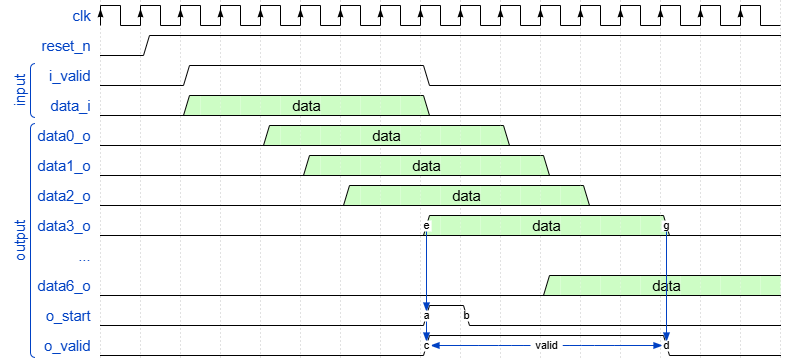 clk
reset_n
input
i_valid
data_i data
output
data0_o data
data1_o data
data2_o data
data3_o e data g
...
data6_o data
o_start a b
o_valid c valid d